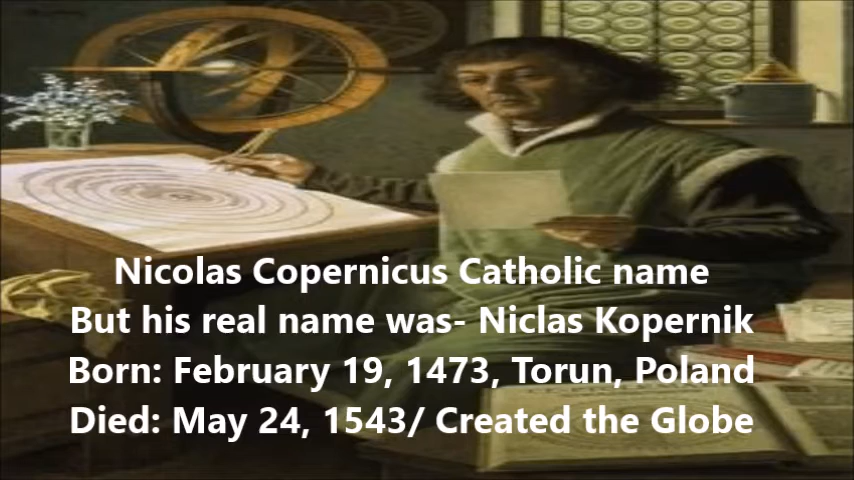 Nicolas Copernicus Catholic name
But his real name was- Niclas Kopernik
Born: February 19, 1473, Torun, Poland
Died: May 24, 1543/ Created the Globe